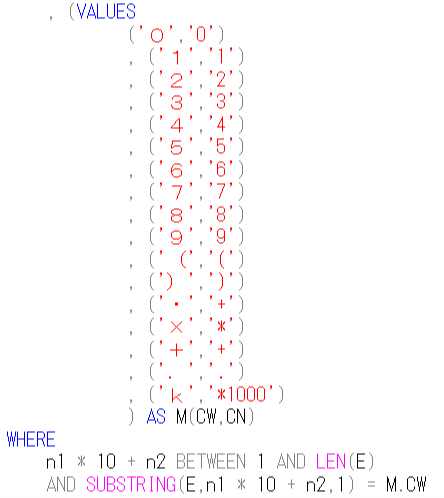 , (VALUES
('０','0')
, ('１','1')
, ('２','2')
, ('３','3')
, ('４','4')
, ('５','5')
, ('６','6')
, ('７','7')
, ('８','8')
, ('９','9')
, ('（','(')
, ('）',')')
, ('・','+')
, ('×','*')
, ('＋','+')
, ('．','.')
, ('ｋ','*1000')
) AS M(CW,CN)
WHERE
n1 * 10 + n2 BETWEEN 1 AND LEN(E)
AND SUBSTRING(E,n1 * 10 + n2,1) = M.CW